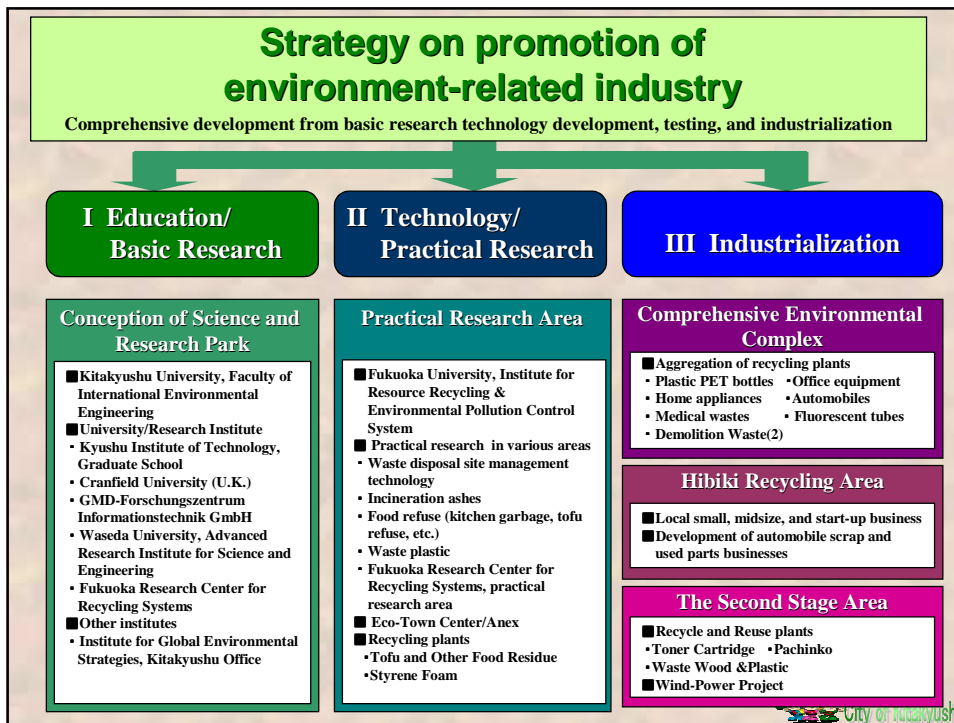 Strategy on promotion of
environment-related industry
Comprehensive development from basic research technology development, testing, and industrialization
I Education/
Basic Research
II Technology/
Practical Research
III Industrialization
Conception of Science and
Research Park
■Kitakyushu University, Faculty of
International Environmental
Engineering
■University/Research Institute
・Kyushu Institute of Technology,
Graduate School
・Cranfield University (U.K.)
・GMD-Forschungszentrum
Informationstechnik GmbH
・Waseda University, Advanced
Research Institute for Science and
Engineering
・Fukuoka Research Center for
Recycling Systems
■Other institutes
・Institute for Global Environmental
Strategies, Kitakyushu Office
Practical Research Area
■Fukuoka University, Institute for
Resource Recycling &
Environmental Pollution Control
System
■ Practical research in various areas
・Waste disposal site management
technology
・Incineration ashes
・Food refuse (kitchen garbage, tofu
refuse, etc.)
・Waste plastic
・Fukuoka Research Center for
Recycling Systems, practical
research area
■ Eco-Town Center/Anex
■Recycling plants
・Tofu and Other Food Residue
・Styrene Foam
Comprehensive Environmental
Complex
■Aggregation of recycling plants
・Plastic PET bottles ・Office equipment
・Home appliances ・Automobiles
・Medical wastes ・Fluorescent tubes
・Demolition Waste(2)
Hibiki Recycling Area
■Local small, midsize, and start-up business
■Development of automobile scrap and
used parts businesses
The Second Stage Area
■Recycle and Reuse plants
・Toner Cartridge ・Pachinko
・Waste Wood &Plastic
■Wind-Power Project
City of Kitakyush